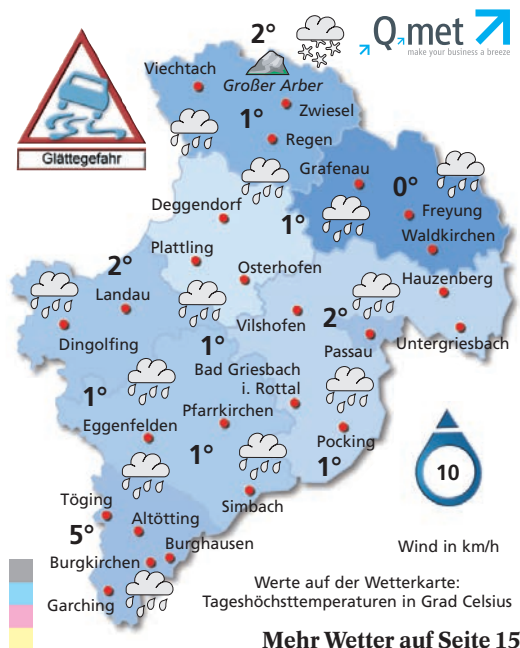 2°
Q.met
make your business a breeze
Viechtach
Großer Arber
Zwiesel
1°
Regen
Glättegefahr
Grafenau
0°
Deggendorf
1°
Freyung
Waldkirchen
Plattling
2°
Osterhofen
Hauzenberg
Landau
Vilshofen
2°
Dingolfing
1°
Passau
Untergriesbach
Bad Griesbach
i. Rottal
1°
Pfarrkirchen
Eggenfelden
Pocking
1°
1°
10
Töging
Simbach
5°
Altötting
Burghausen
Wind in km/h
Burgkirchen
Garching
Werte auf der Wetterkarte:
Tageshöchsttemperaturen in Grad Celsius
Mehr Wetter auf Seite 15